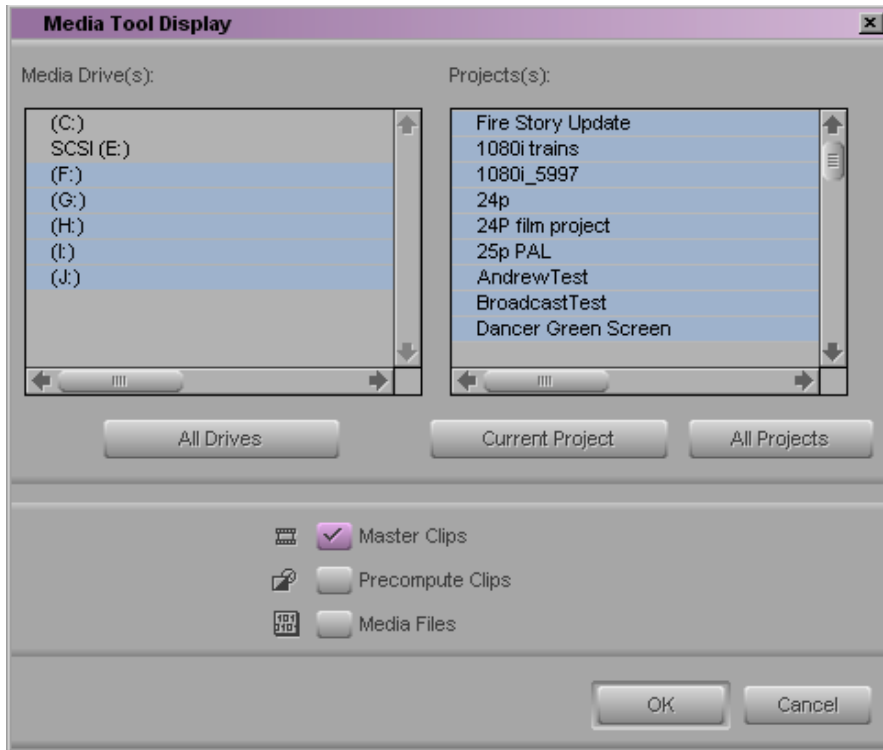 Media Tool Display
Media Drive(s):
(C:)
SCSI (E:)
(F:)
(G:)
(H:)
(I:)
(J:)
All Drives
Projects(s):
Fire Story Update
1080i trains
1080i_5997
24p
24P film project
25p PAL
AndrewTest
BroadcastTest
Dancer Green Screen
Current Project
All Projects
Master Clips
Precompute Clips
Media Files
OK
Cancel